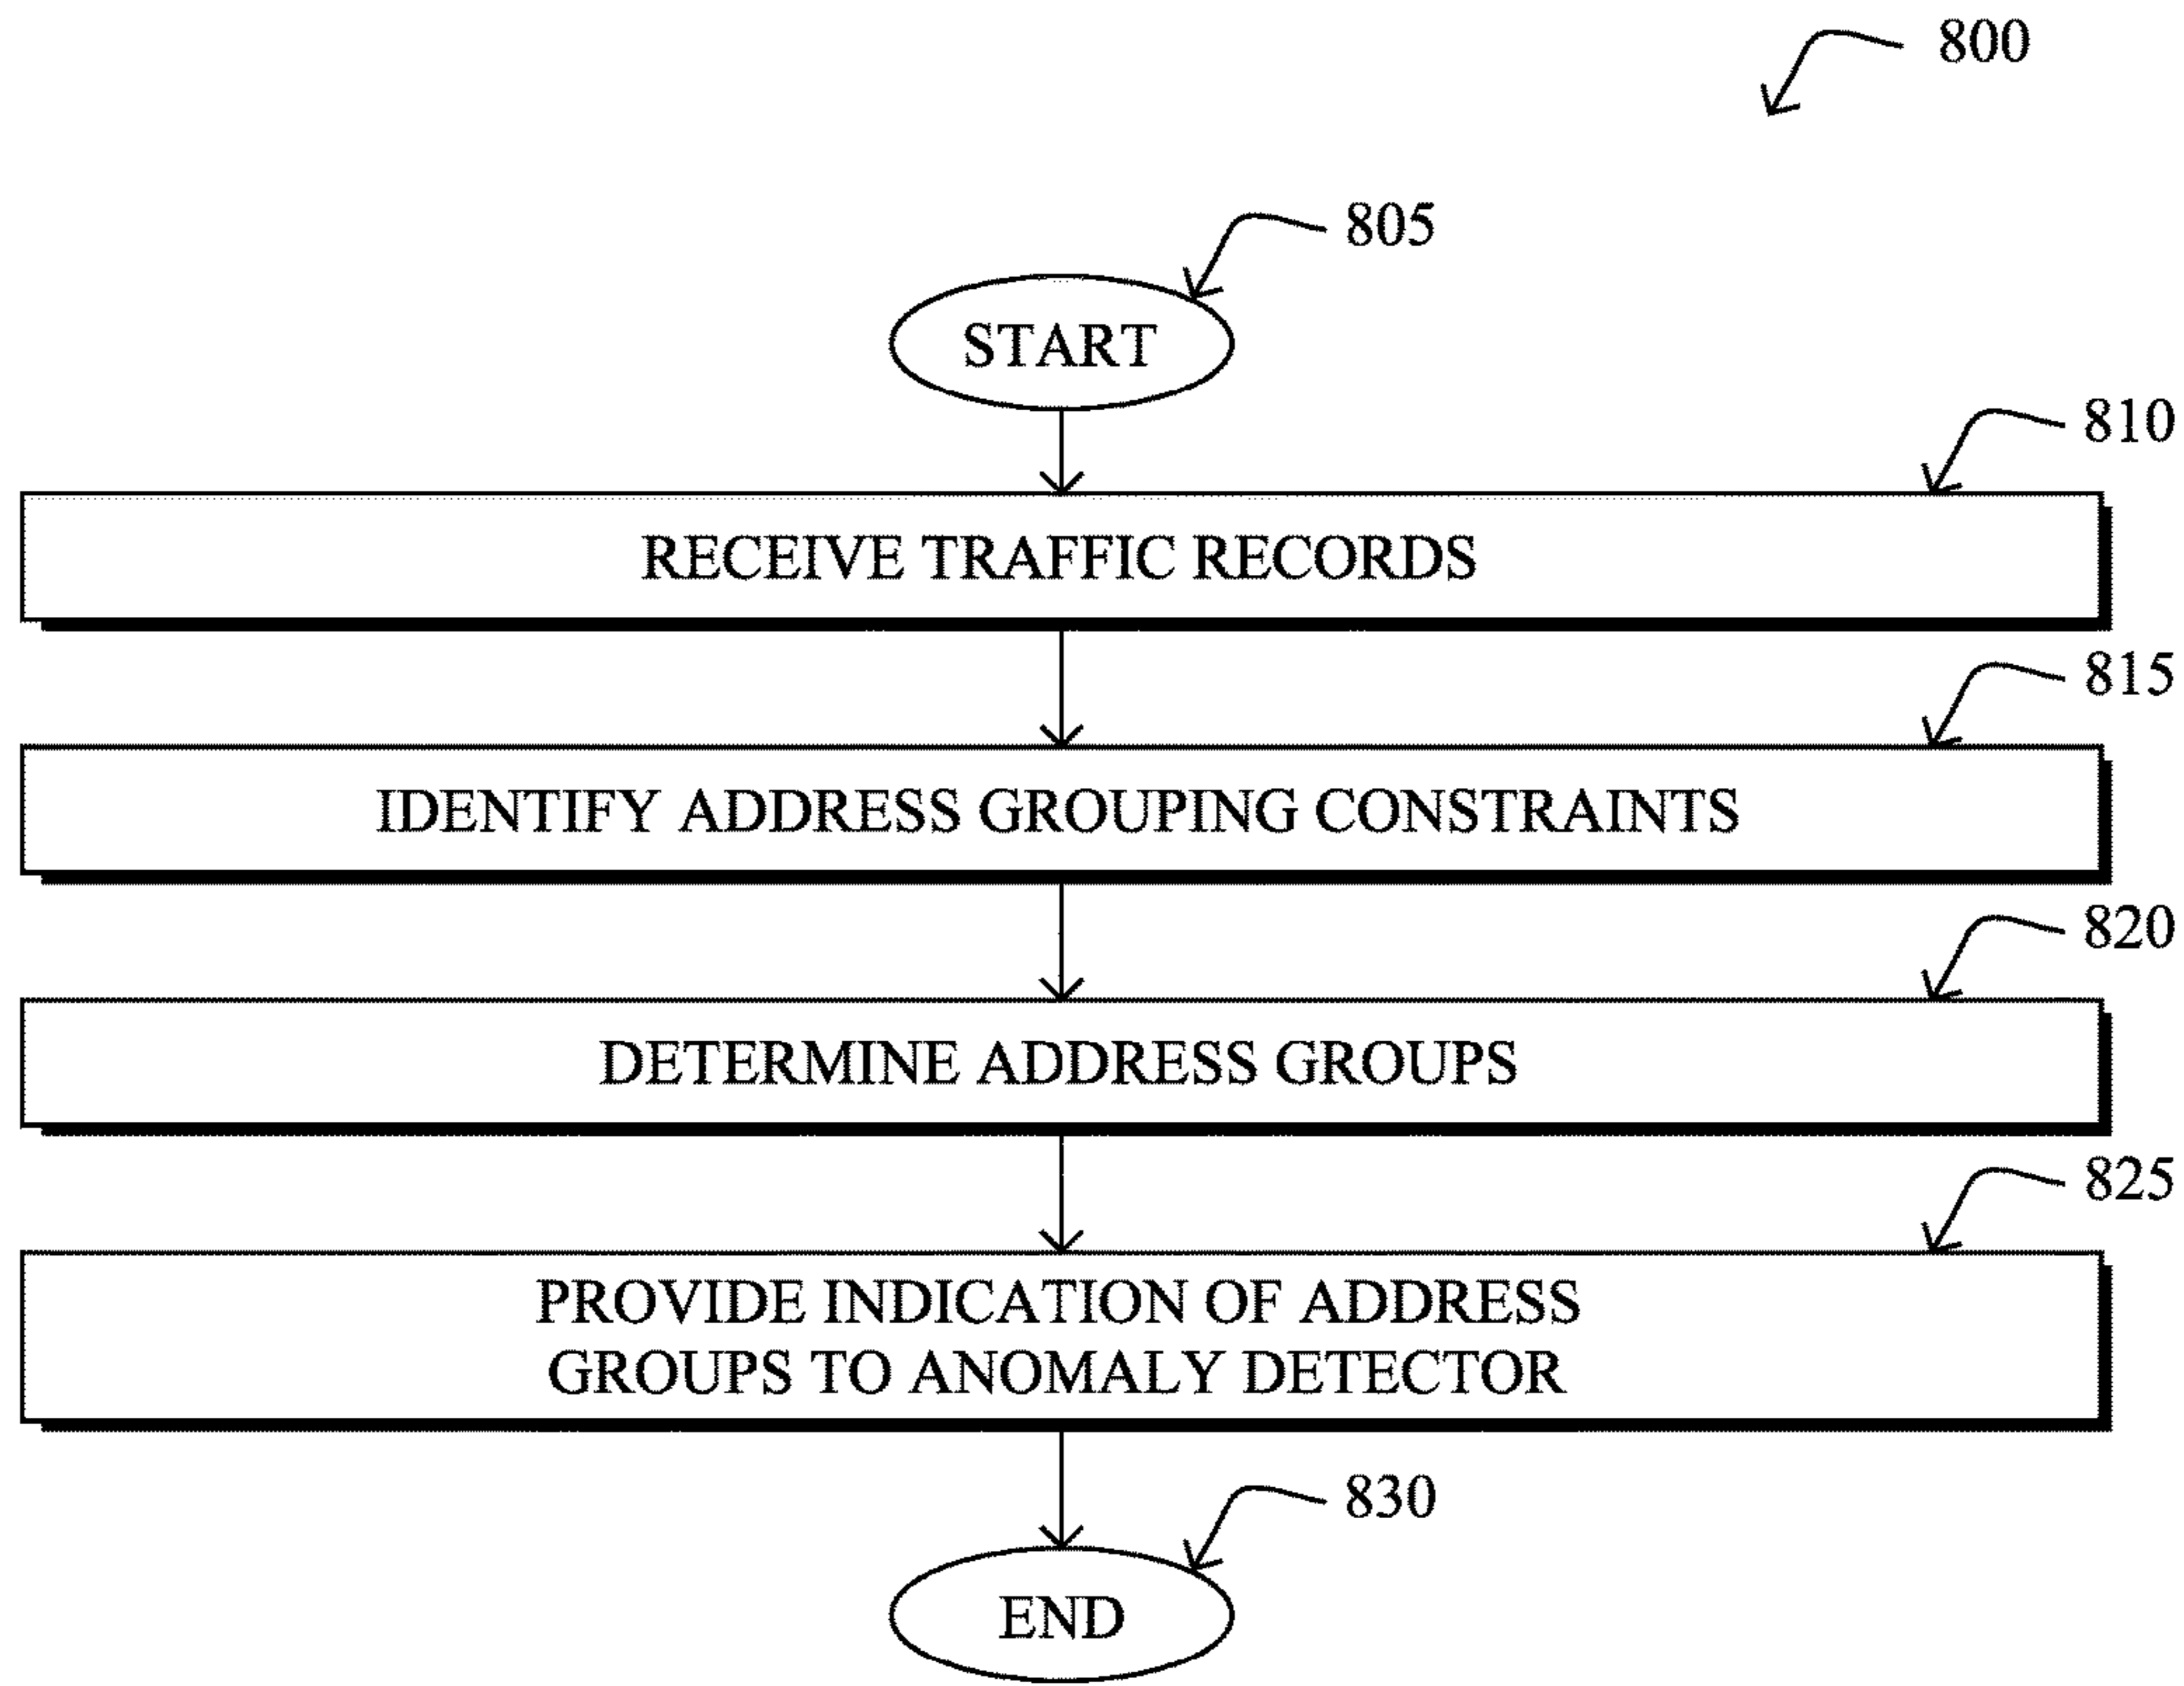 800
805
START
810
RECEIVE TRAFFIC RECORDS
815
IDENTIFY ADDRESS GROUPING CONSTRAINTS
820
DETERMINE ADDRESS GROUPS
825
PROVIDE INDICATION OF ADDRESS
GROUPS TO ANOMALY DETECTOR
830
END